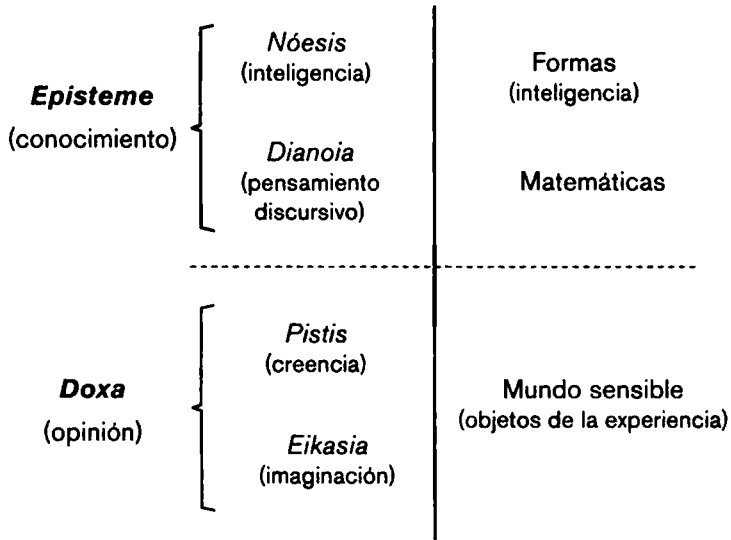 Episteme
(conocimiento)
Nóesis
(inteligencia)
Dianoia
(pensamiento
discursivo)
Formas
(inteligencia)
Matemáticas
Doxa
(opinión)
Pistis
(creencia)
Eikasia
(imaginación)
Mundo sensible
(objetos de la experiencia)